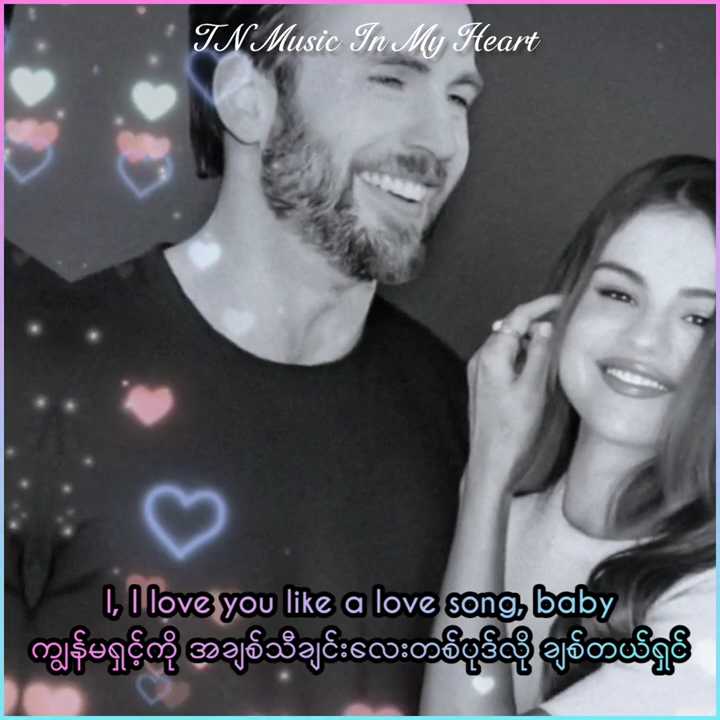 TN Music In My Heart
I, I love you like a love song, baby
ကျွန်မရှင့်ကို အချစ်သီချင်းလေးတစ်ပုဒ်လို ချစ်တယ်ရှင်